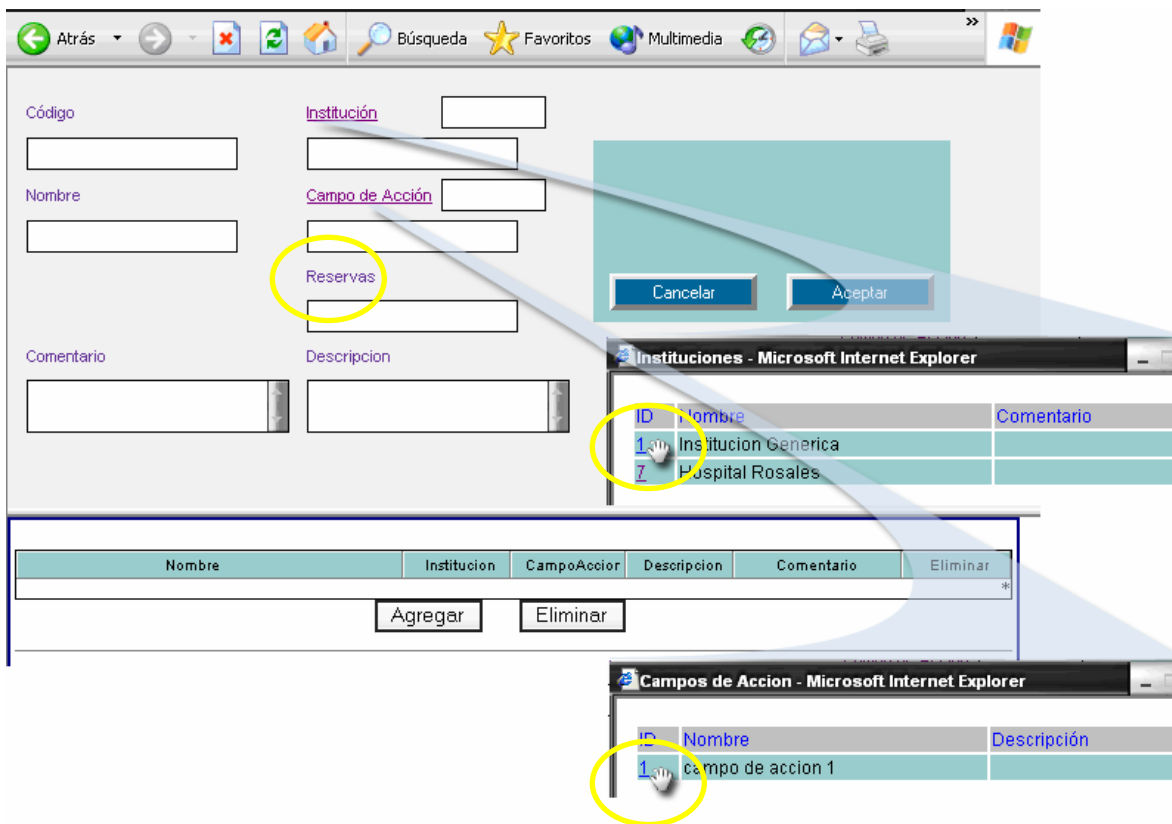 Atrás Búsqueda Favoritos Multimedia »
Código Institución
Nombre Campo de Acción
Reservas
Cancelar Aceptar
Comentario Descripcion
Instituciones - Microsoft Internet Explorer
ID Nombre Comentario
1 Institucion Generica
7 Hospital Rosales
Nombre Institucion CampoAccior Descripcion Comentario Eliminar
*
Agregar Eliminar
Campos de Accion - Microsoft Internet Explorer
ID Nombre Descripción
1 campo de accion 1